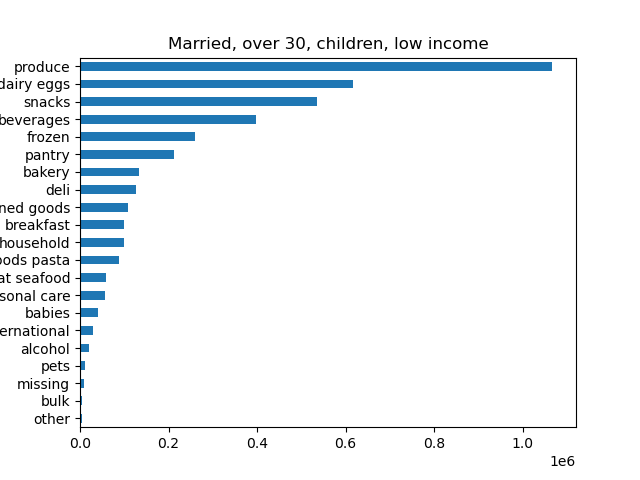 Married, over 30, children, low income
produce
dairy eggs
snacks
beverages
frozen
pantry
bakery
deli
ned goods
breakfast
household
ods pasta
at seafood
sonal care
babies
ernational
alcohol
pets
missing
bulk
other
0.0 0.2 0.4 0.6 0.8 1.0
1e6